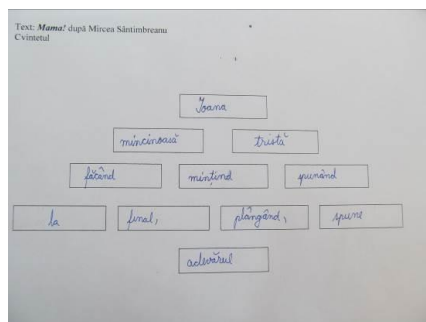 Text: Mama! după Mircea Sântimbreanu
Cvintetul
Ioana
mincinoasă tristă
făcând mințind spunând
la final, plângând, spune
adevărul